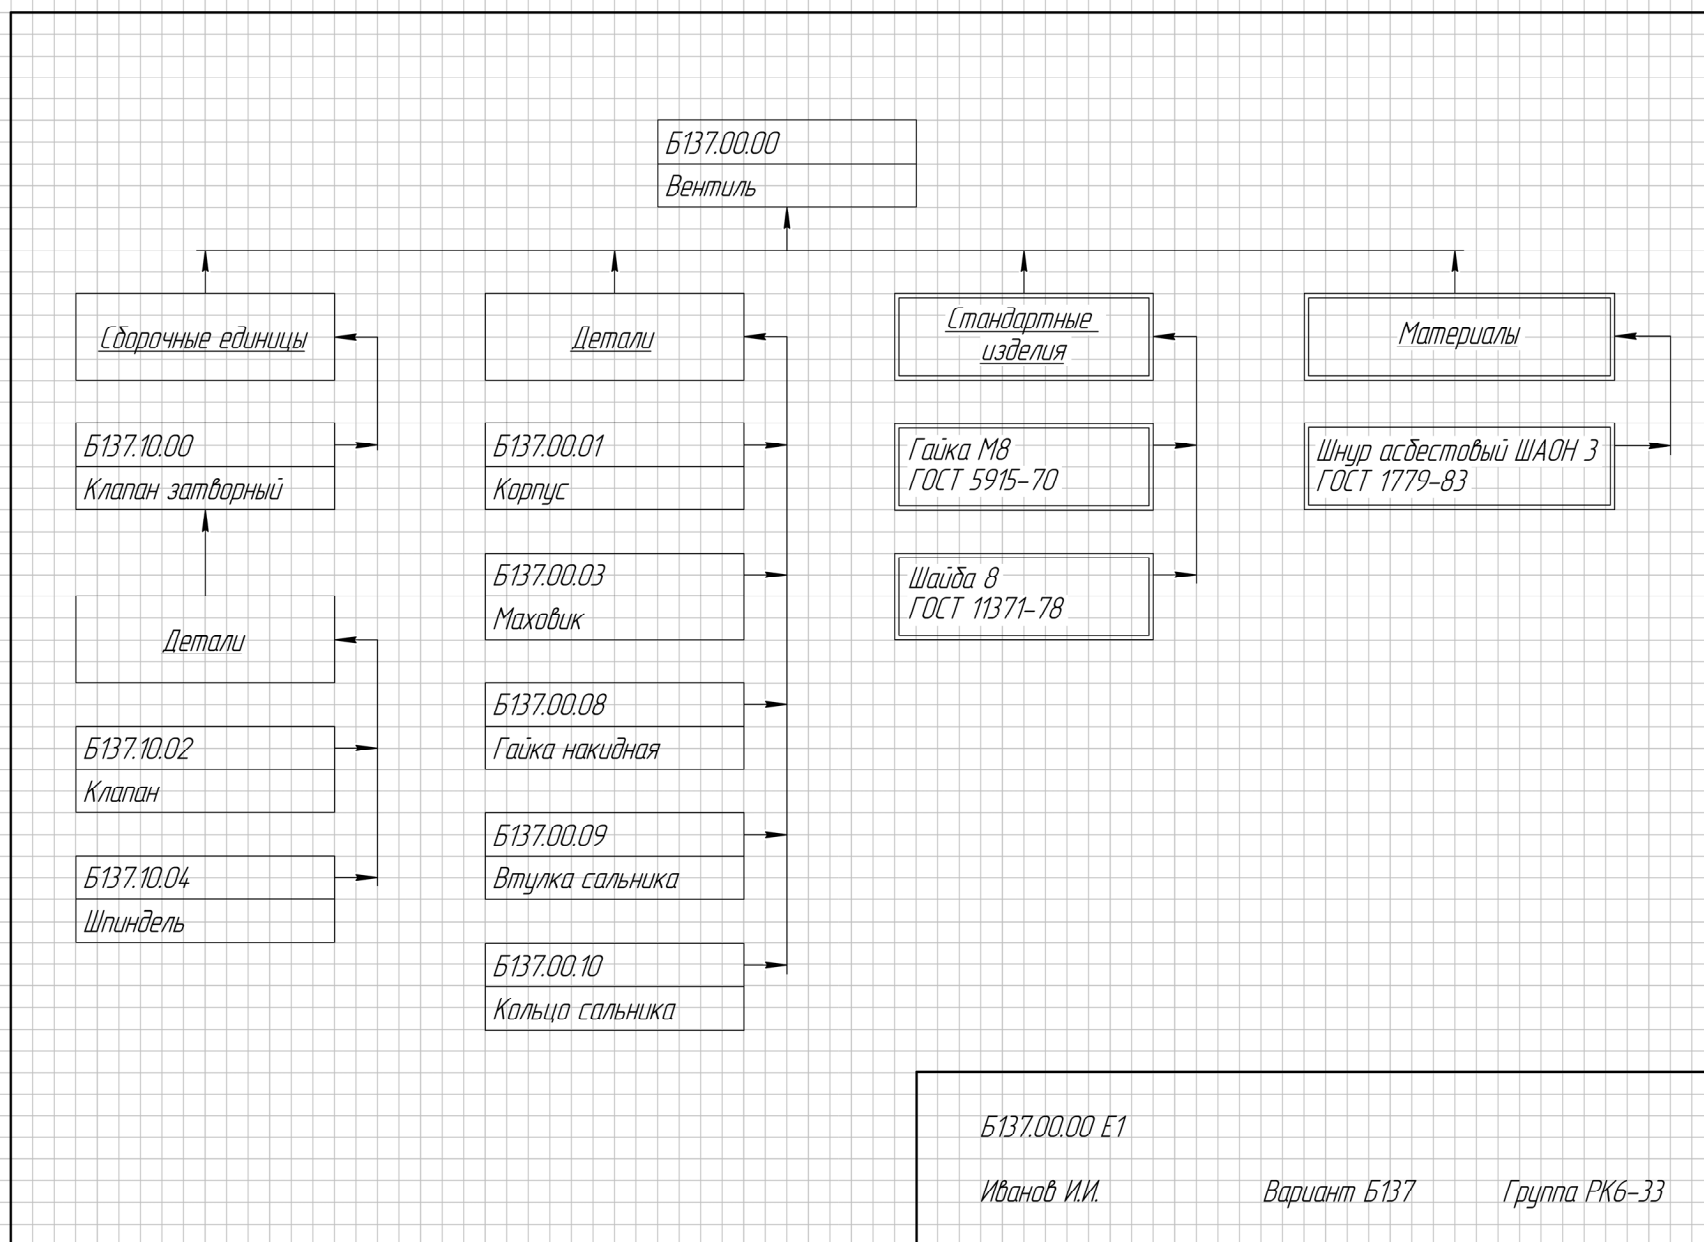 Б137.00.00
Вентиль
Сборочные единицы
Б137.10.00
Клапан затворный
Детали
Б137.10.02
Клапан
Б137.10.04
Шпиндель
Детали
Б137.00.01
Корпус
Б137.00.03
Маховик
Б137.00.08
Гайка накидная
Б137.00.09
Втулка сальника
Б137.00.10
Кольцо сальника
Стандартные
изделия
Гайка М8
ГОСТ 5915-70
Шайба 8
ГОСТ 11371-78
Материалы
Шнур асбестовый ШАОН 3
ГОСТ 1779-83
Б137.00.00 Е1
Иванов И.И. Вариант Б137 Группа РК6-33